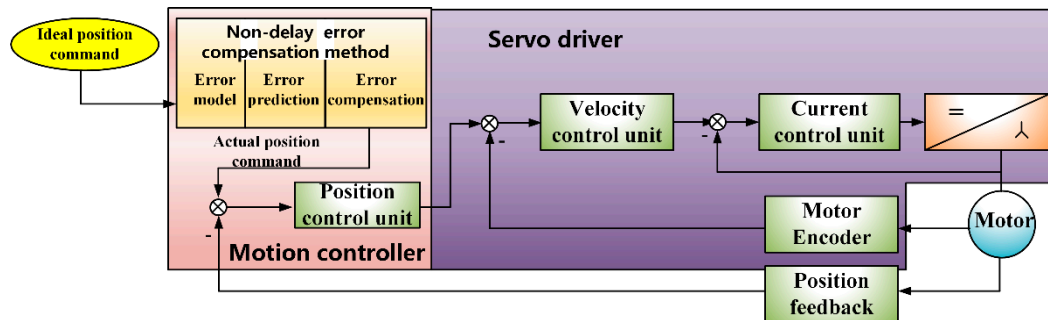 Ideal position
command
Non-delay error
compensation method
Error
model
Error
prediction
Error
compensation
Servo driver
Velocity
control unit
Current
control unit
=
Actual position
command
-
-
Position
control unit
-
Motion controller
Motor
Encoder
Motor
Position
feedback